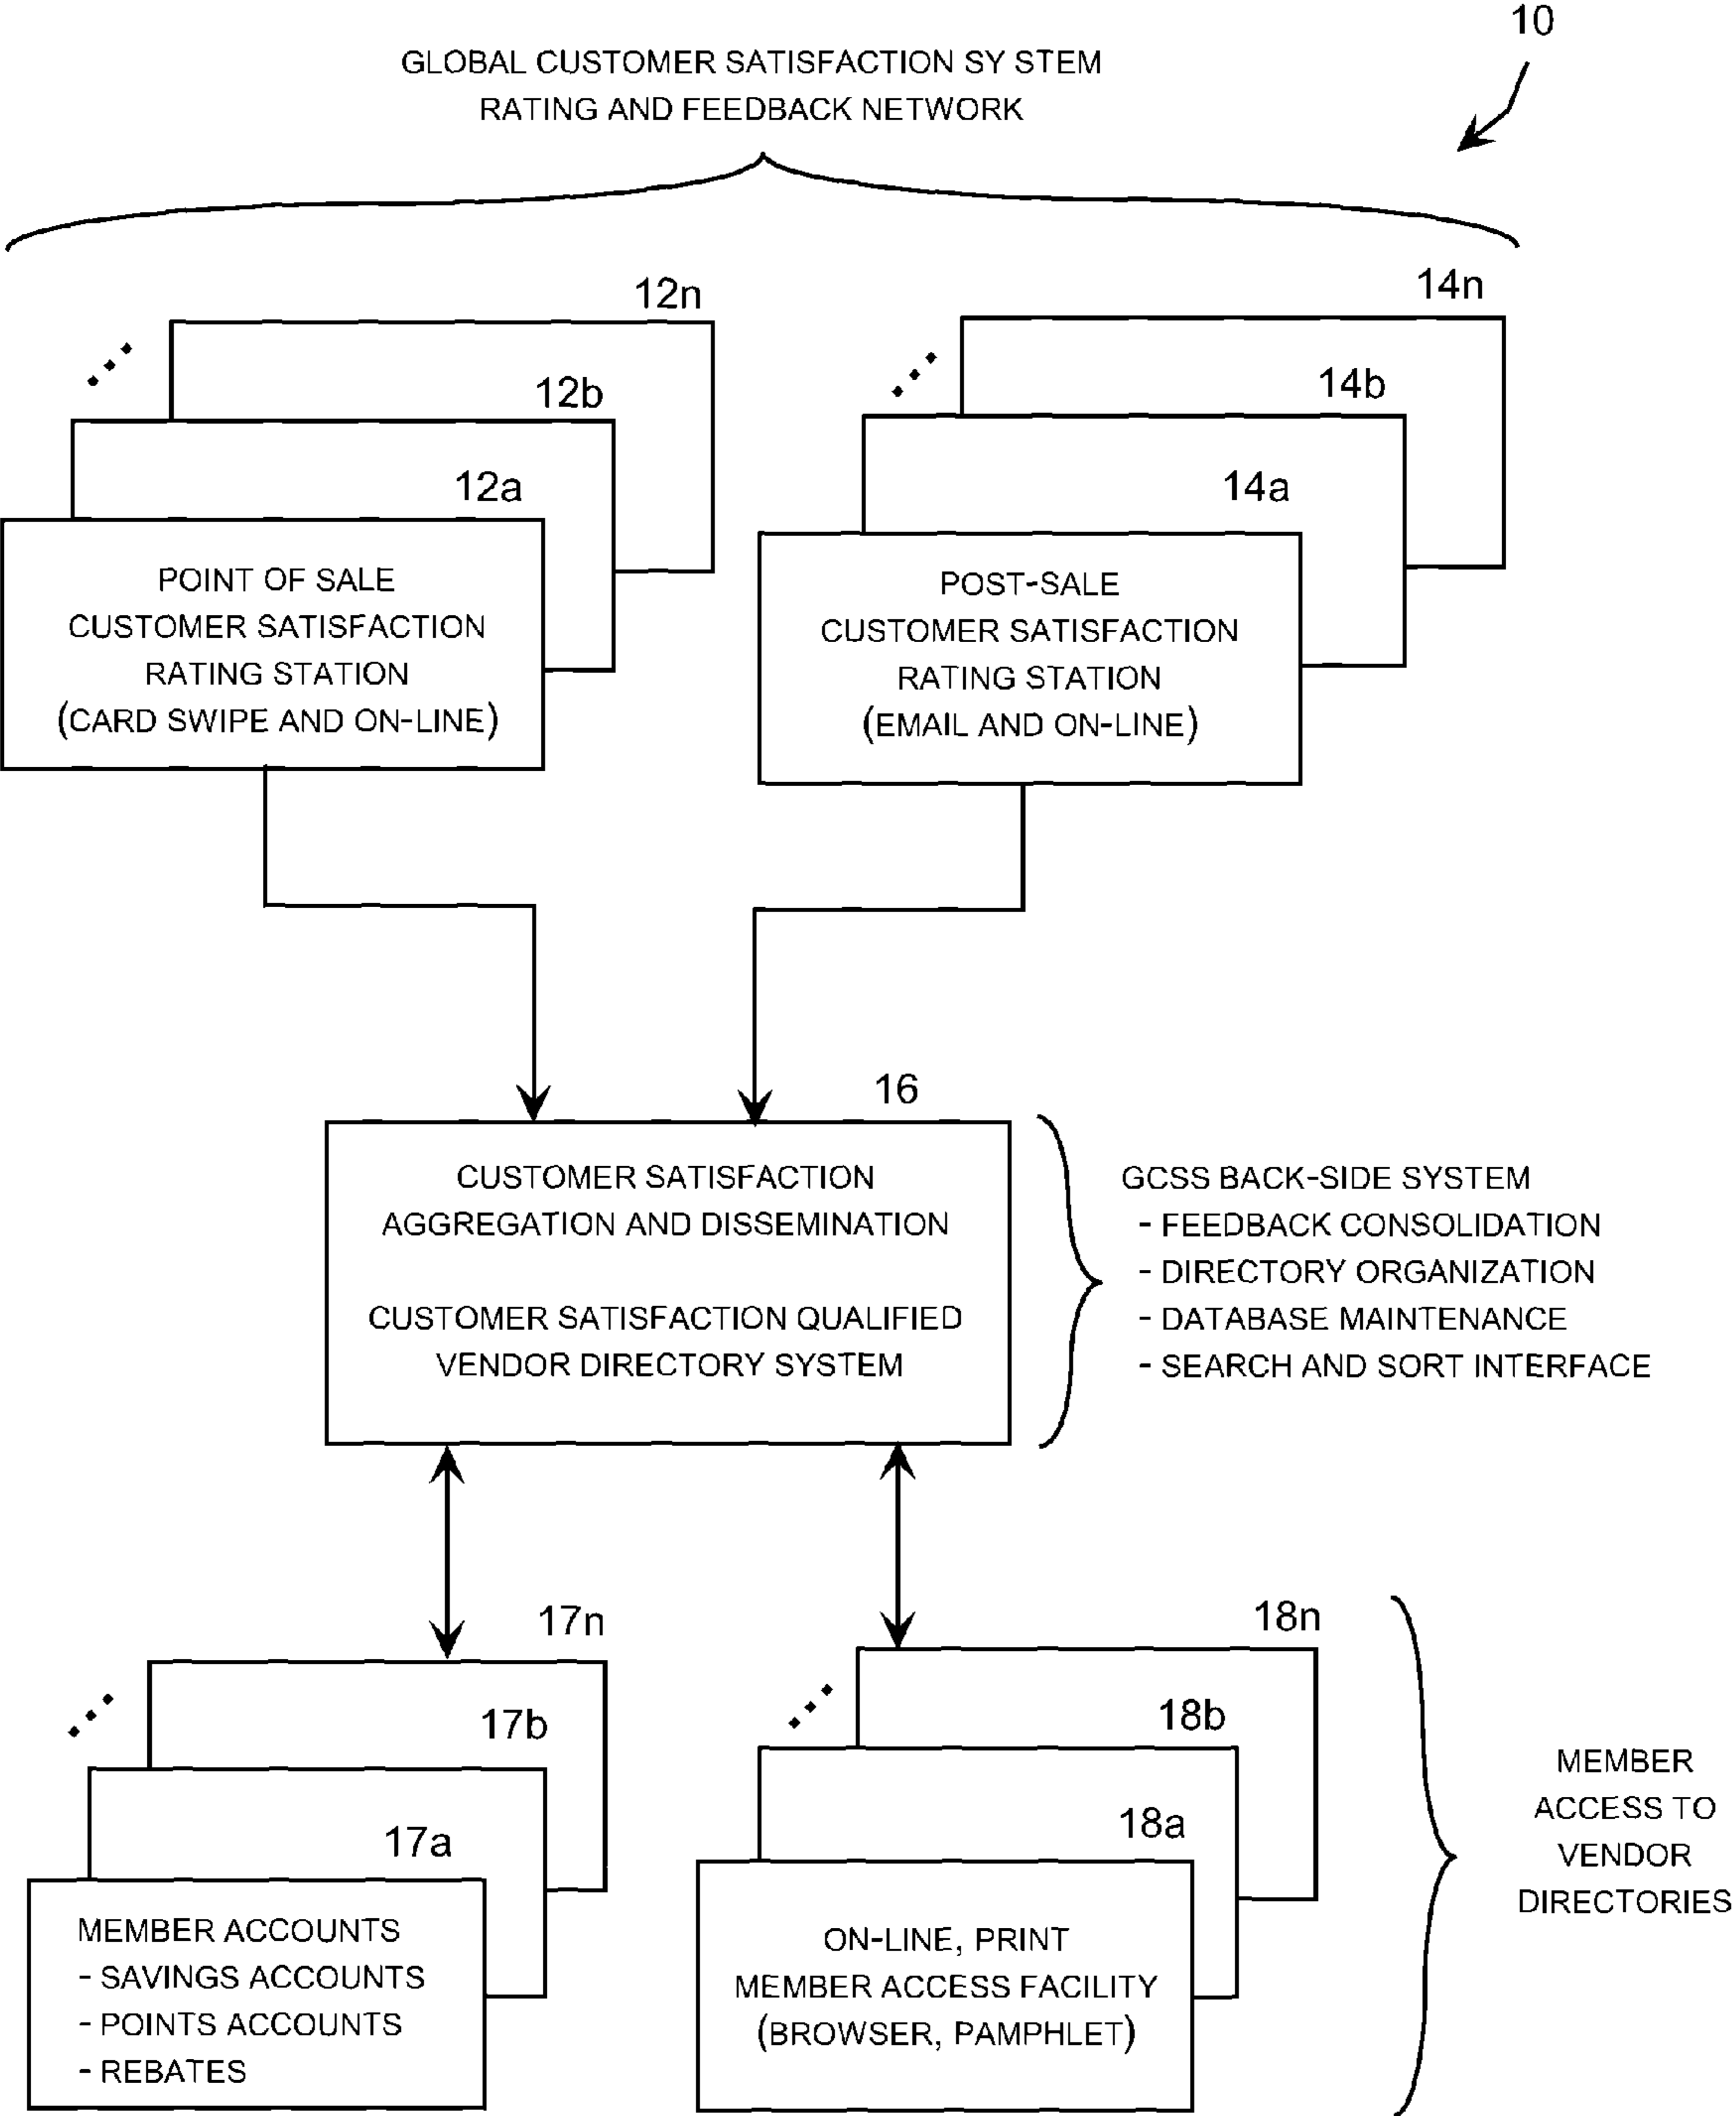 10
GLOBAL CUSTOMER SATISFACTION SY STEM
RATING AND FEEDBACK NETWORK
12n
12b
12a
POINT OF SALE
CUSTOMER SATISFACTION
RATING STATION
(CARD SWIPE AND ON-LINE)
14n
14b
14a
POST-SALE
CUSTOMER SATISFACTION
RATING STATION
(EMAIL AND ON-LINE)
16
CUSTOMER SATISFACTION
AGGREGATION AND DISSEMINATION
CUSTOMER SATISFACTION QUALIFIED
VENDOR DIRECTORY SYSTEM
GCSS BACK-SIDE SYSTEM
- FEEDBACK CONSOLIDATION
- DIRECTORY ORGANIZATION
- DATABASE MAINTENANCE
- SEARCH AND SORT INTERFACE
17n
17b
17a
MEMBER ACCOUNTS
- SAVINGS ACCOUNTS
- POINTS ACCOUNTS
- REBATES
18n
18b
18a
ON-LINE, PRINT
MEMBER ACCESS FACILITY
(BROWSER, PAMPHLET)
MEMBER
ACCESS TO
VENDOR
DIRECTORIES